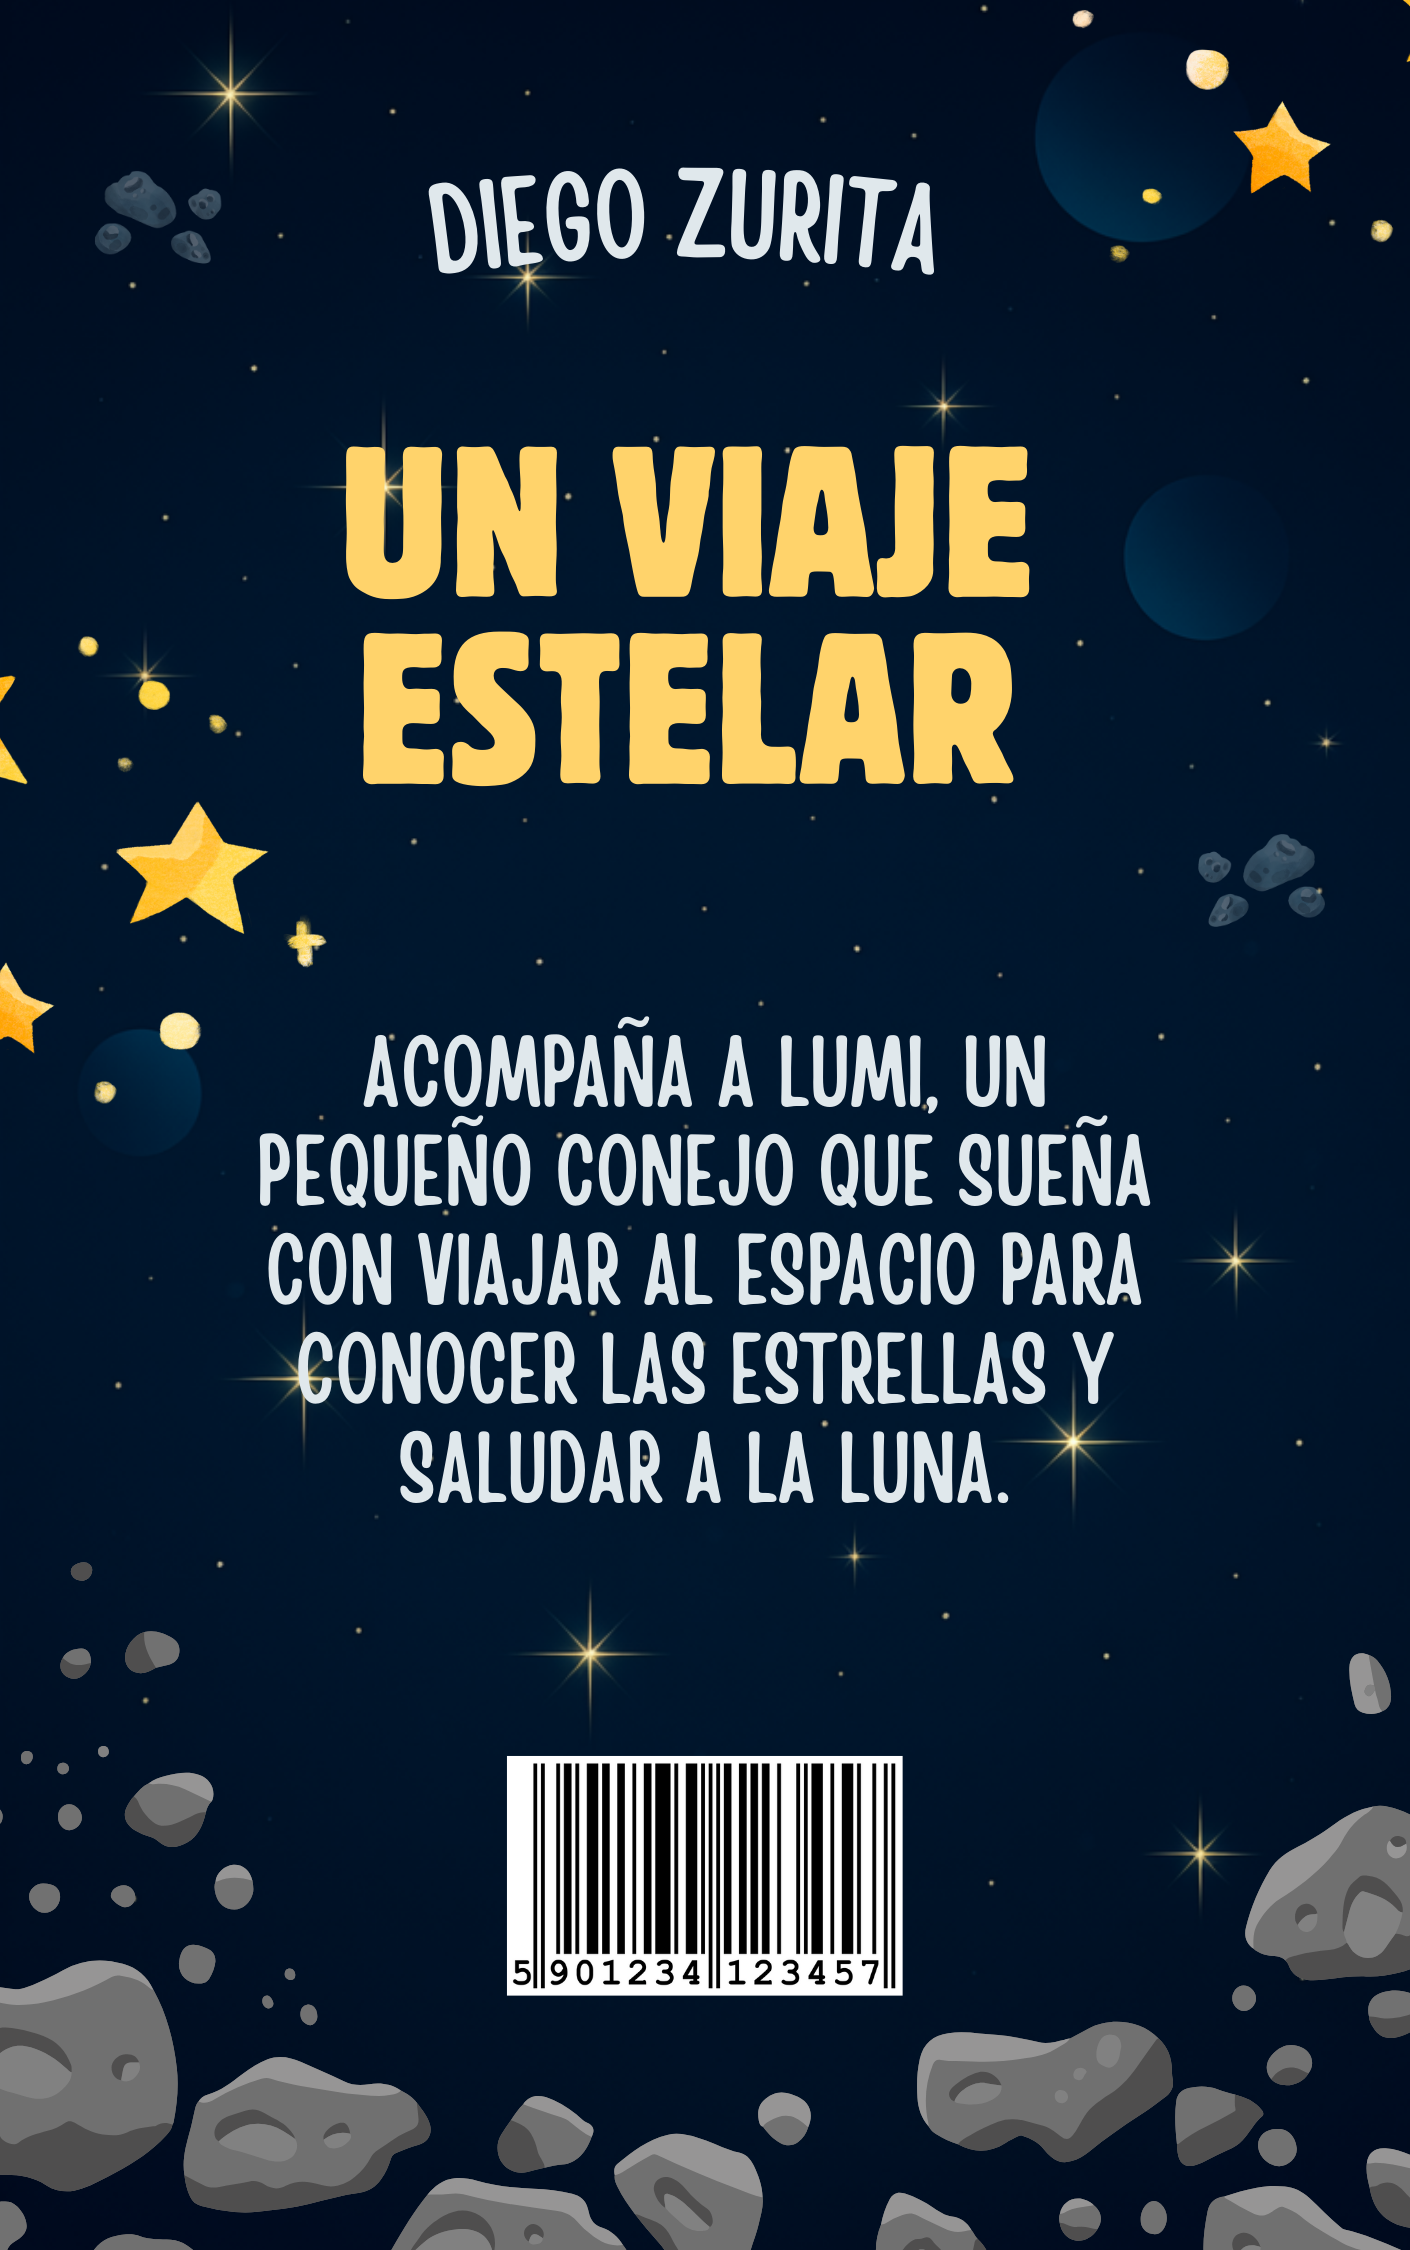 DIEGO ZURITA
UN VIAJE
ESTELAR
ACOMPAÑA A LUMI, UN
PEQUEÑO CONEJO QUE SUEÑA
CON VIAJAR AL ESPACIO PARA
CONOCER LAS ESTRELLAS Y
SALUDAR A LA LUNA.
5 901234 123457